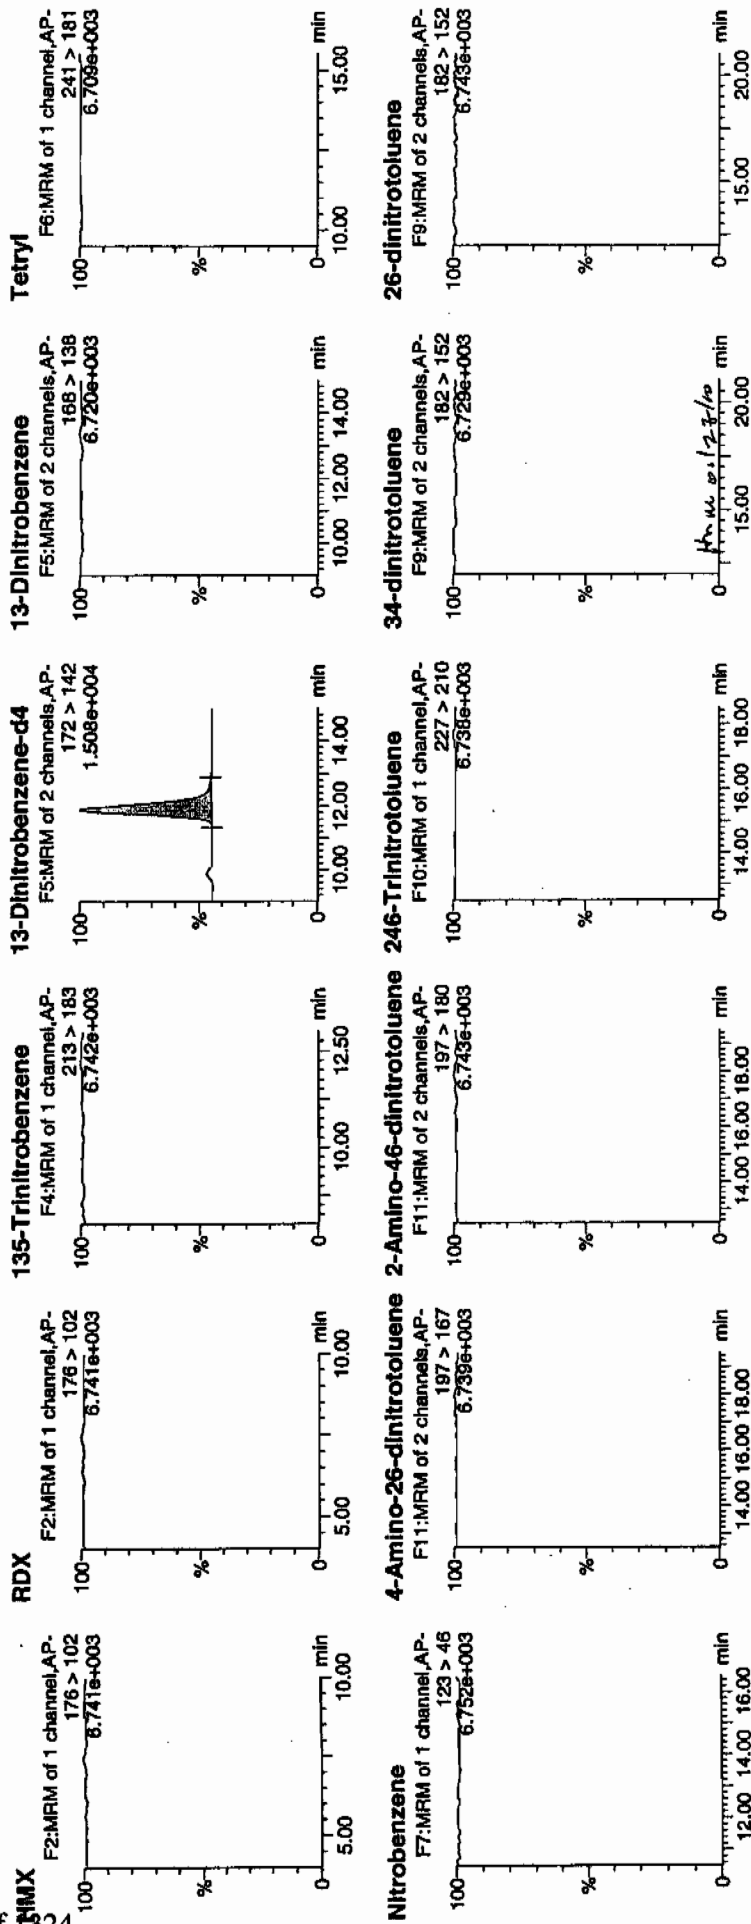 HMX
F2:MRM of 1 channel,AP-
176 > 102
6.741e+003
100
%
0
5.00 10.00 min
RDX
F2:MRM of 1 channel,AP-
176 > 102
6.741e+003
100
%
0
5.00 10.00 min
135-Trinitrobenzene
F4:MRM of 1 channel,AP-
213 > 183
6.742e+003
100
%
0
10.00 12.50 min
13-Dinitrobenzene-d4
F5:MRM of 2 channels,AP-
172 > 142
1.508e+004
100
%
0
10.00 12.00 14.00 min
13-Dinitrobenzene
F5:MRM of 2 channels,AP-
168 > 138
6.720e+003
100
%
0
10.00 12.00 14.00 min
Tetryl
F6:MRM of 1 channel,AP-
241 > 181
6.709e+003
100
%
0
10.00 15.00 min
Nitrobenzene
F7:MRM of 1 channel,AP-
123 > 46
6.752e+003
100
%
0
12.00 14.00 16.00 min
4-Amino-26-dinitrotoluene
F11:MRM of 2 channels,AP-
197 > 167
6.739e+003
100
%
0
14.00 16.00 18.00 min
2-Amino-46-dinitrotoluene
F11:MRM of 2 channels,AP-
197 > 180
6.743e+003
100
%
0
14.00 16.00 18.00 min
246-Trinitrotoluene
F10:MRM of 1 channel,AP-
227 > 210
6.738e+003
100
%
0
14.00 16.00 18.00 min
34-dinitrotoluene
F9:MRM of 2 channels,AP-
182 > 152
6.729e+003
100
%
0
15.00 20.00 min
26-dinitrotoluene
F9:MRM of 2 channels,AP-
182 > 152
6.743e+003
100
%
0
15.00 20.00 min